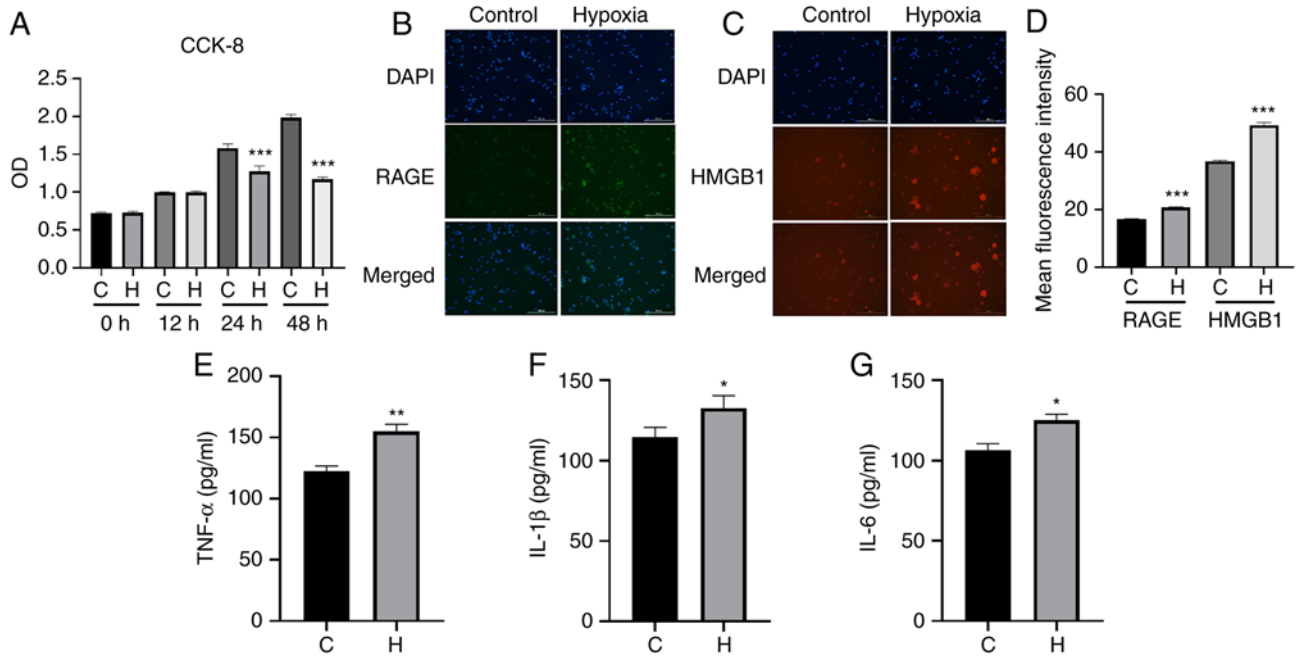 A
CCK-8
OD
2.5
2.0
1.5
1.0
0.5
0.0
***
***
C H C H C H C H
0 h 12 h 24 h 48 h
B
Control Hypoxia
DAPI
RAGE
Merged
C
Control Hypoxia
DAPI
HMGB1
Merged
D
Mean fluorescence intensity
60
40
20
0
***
***
C H C H
RAGE HMGB1
E
TNF-α (pg/ml)
200
150
100
50
0
**
C H
F
IL-1β (pg/ml)
150
100
50
0
*
C H
G
IL-6 (pg/ml)
150
100
50
0
*
C H